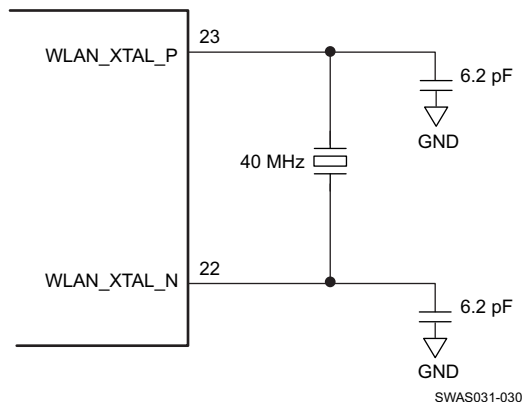 23
WLAN_XTAL_P
6.2 pF
GND
40 MHz
22
WLAN_XTAL_N
6.2 pF
GND
SWAS031-030